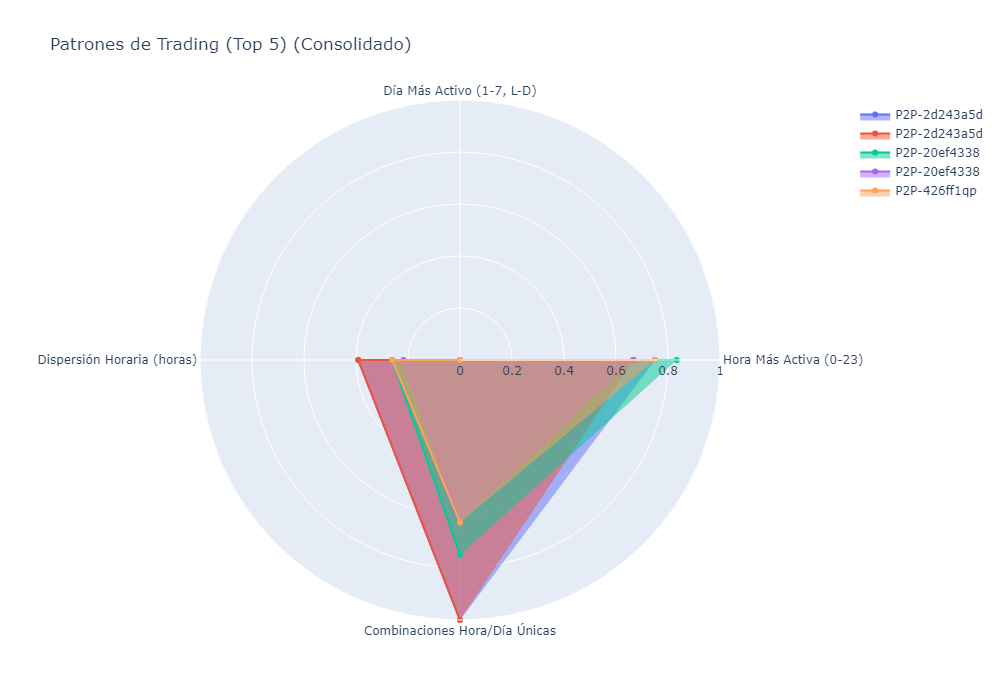 Patrones de Trading (Top 5) (Consolidado)
Día Más Activo (1-7, L-D)
P2P-2d243a5d
P2P-2d243a5d
P2P-20ef4338
P2P-20ef4338
P2P-426ff1qp
Dispersión Horaria (horas)
Hora Más Activa (0-23)
0 0.2 0.4 0.6 0.8 1
Combinaciones Hora/Día Únicas